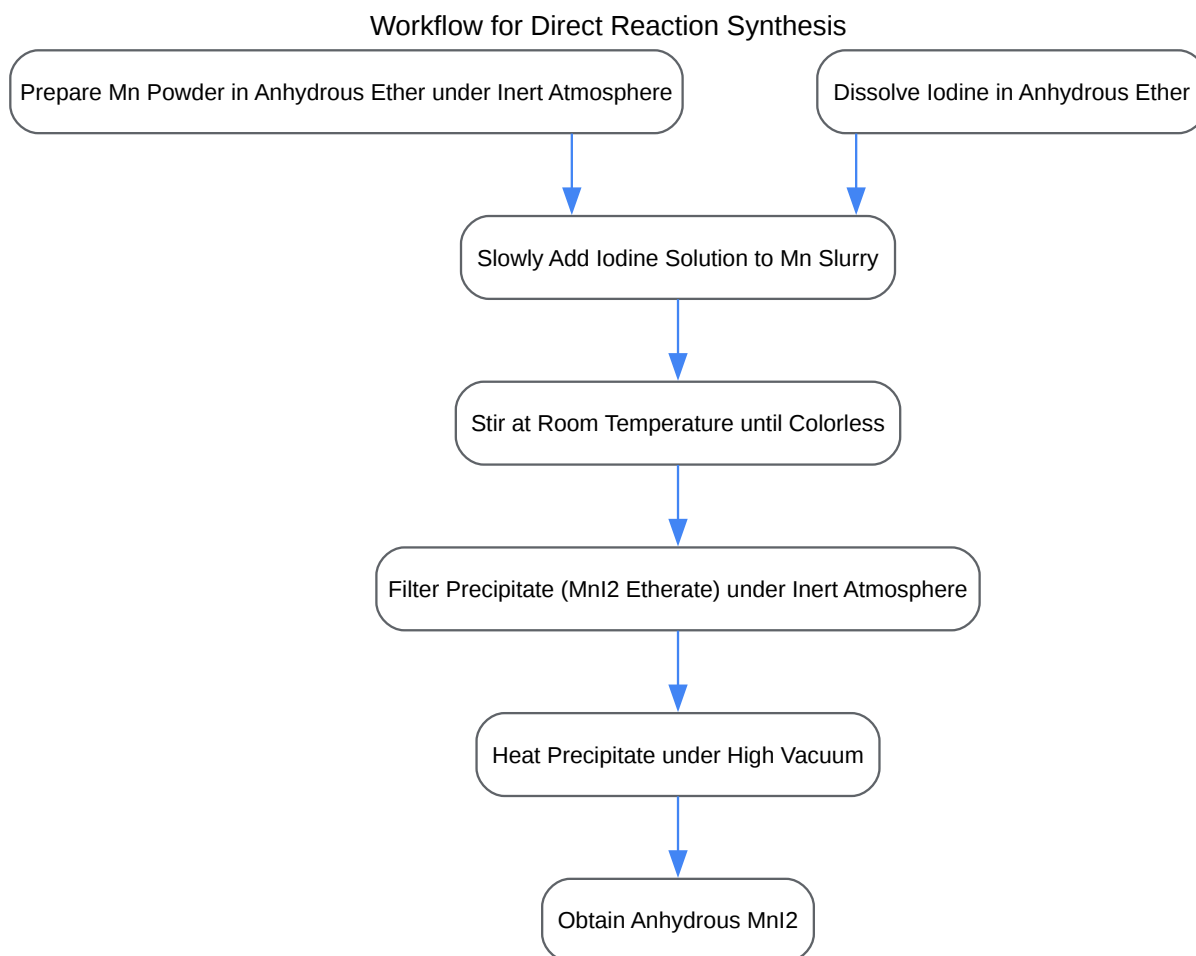 Workflow for Direct Reaction Synthesis
Prepare Mn Powder in Anhydrous Ether under Inert Atmosphere
Dissolve Iodine in Anhydrous Ether
Slowly Add Iodine Solution to Mn Slurry
Stir at Room Temperature until Colorless
Filter Precipitate (MnI2 Etherate) under Inert Atmosphere
Heat Precipitate under High Vacuum
Obtain Anhydrous MnI2